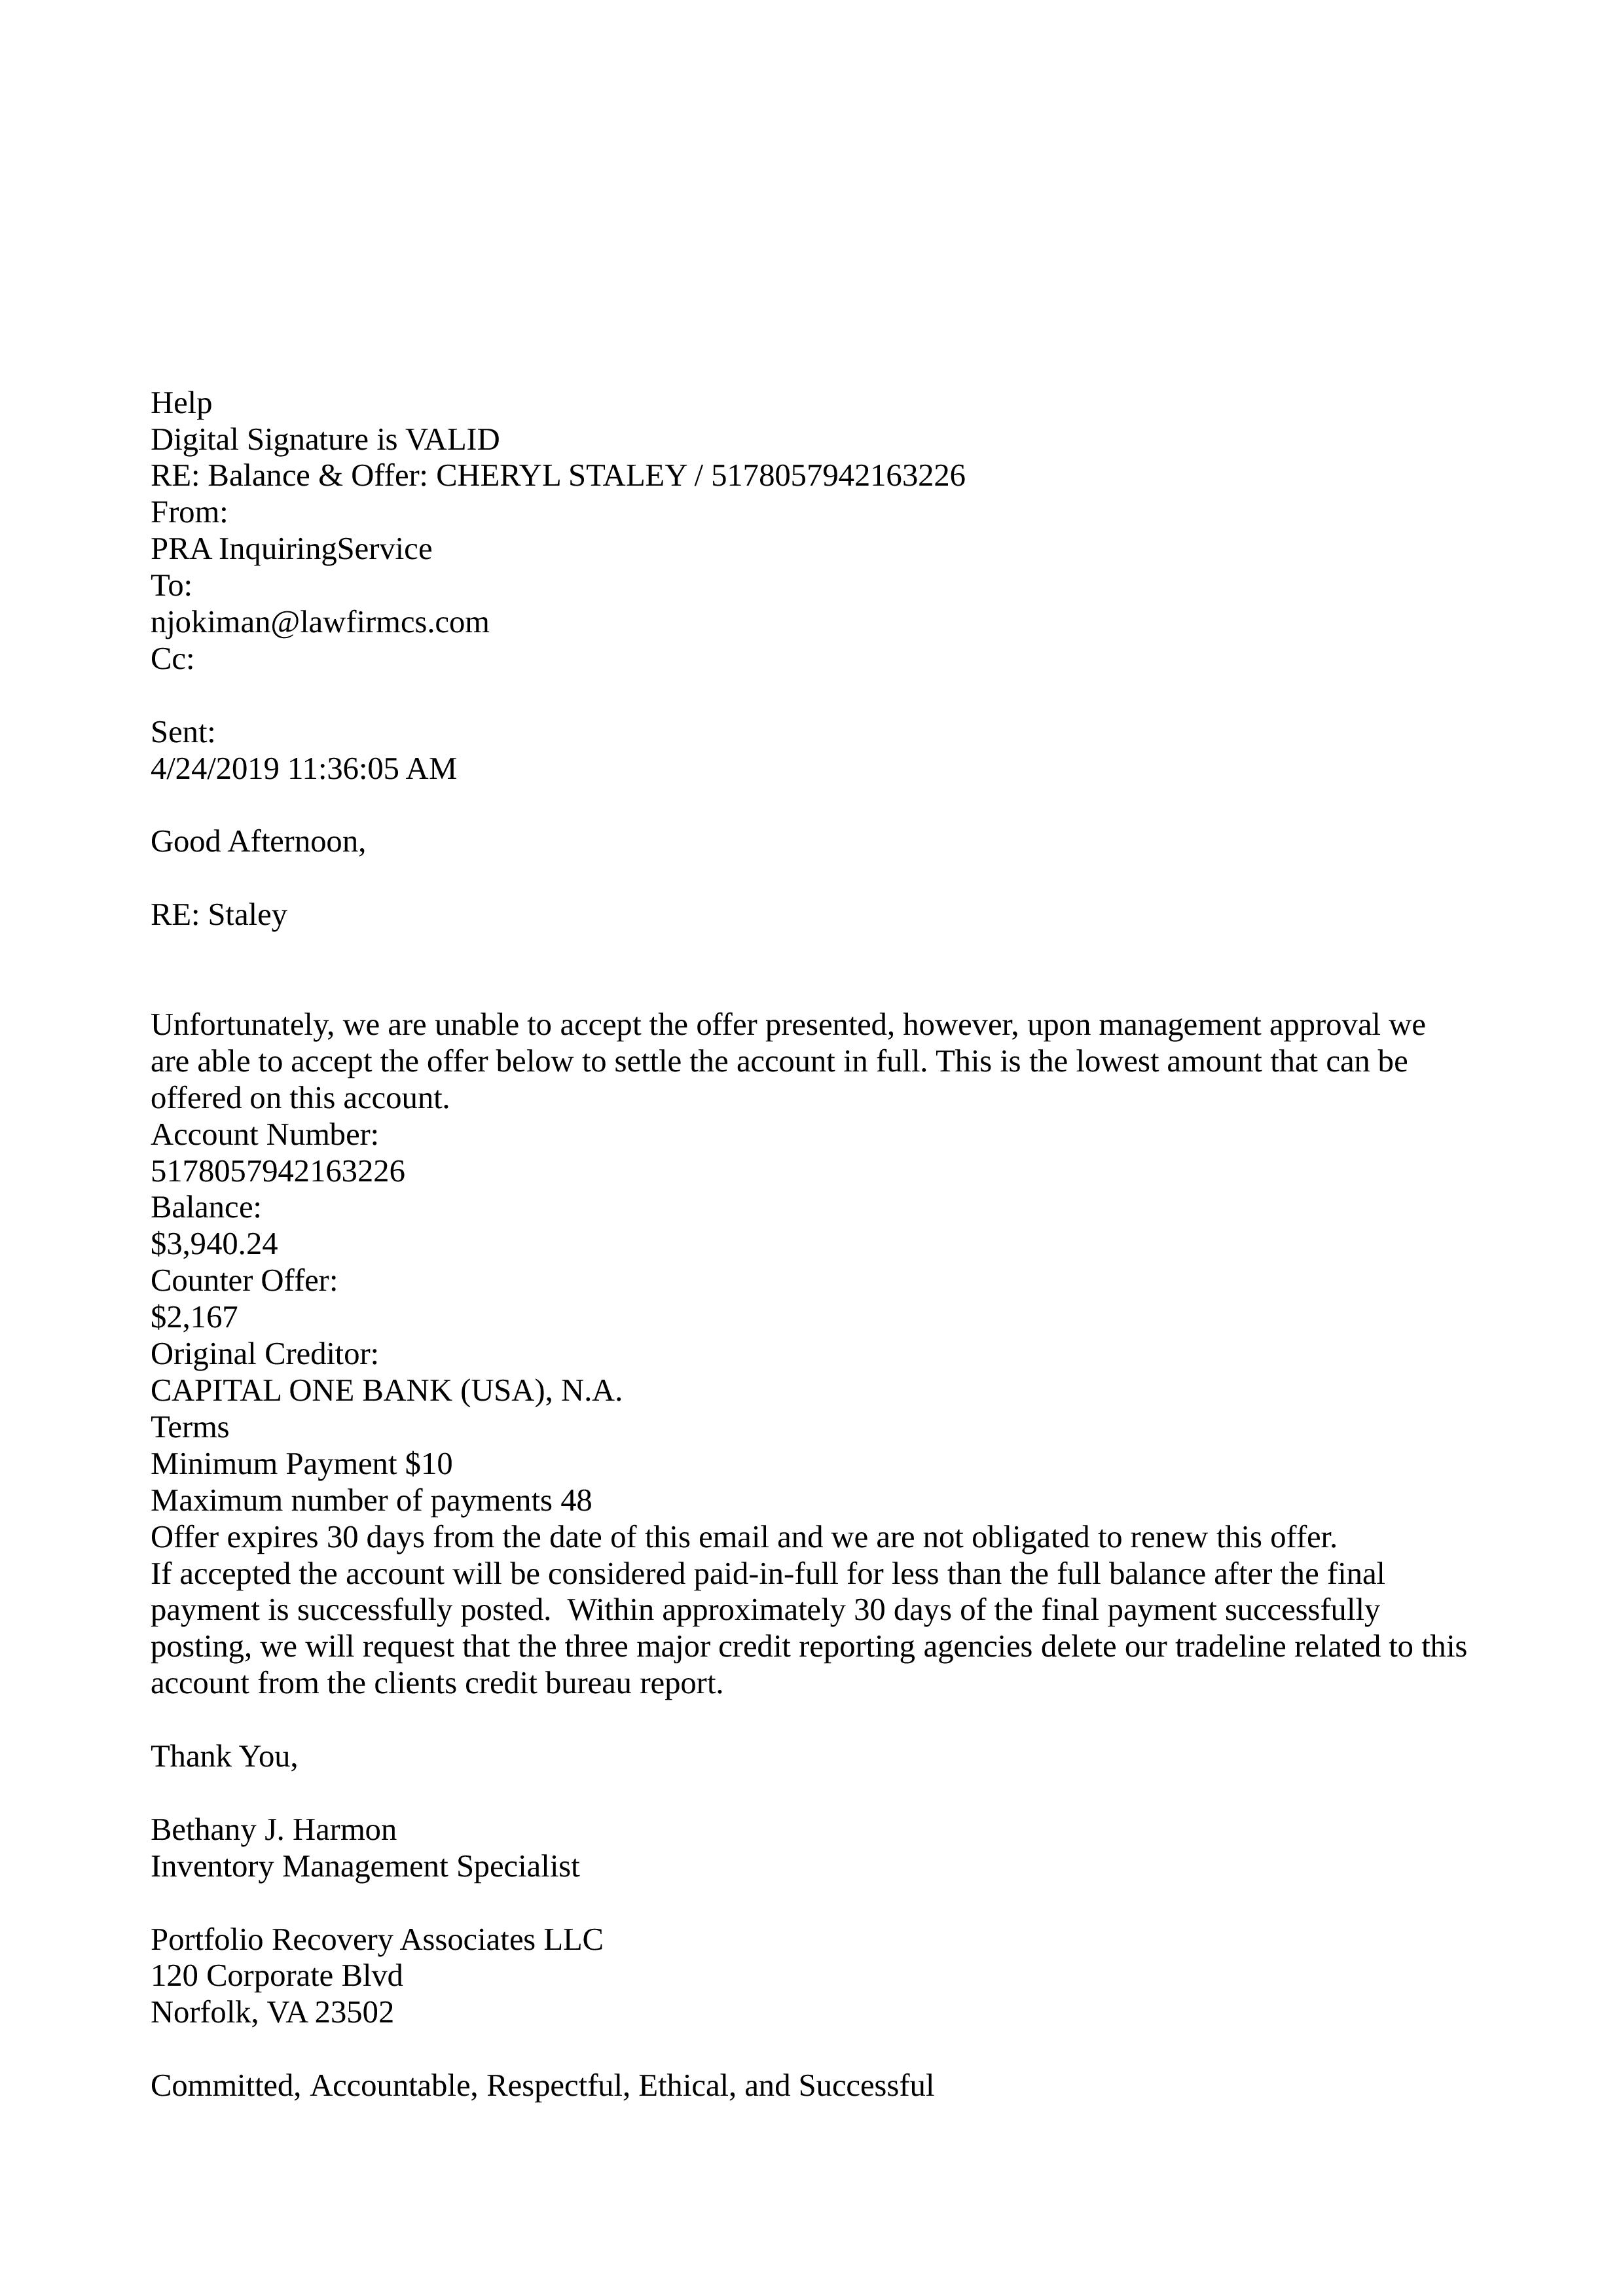 Help
Digital Signature is VALID
RE: Balance & Offer: CHERYL STALEY / 5178057942163226
From:
PRA InquiringService
To:
njokiman@lawfirmcs.com
Cc:
Sent:
4/24/2019 11:36:05 AM
Good Afternoon,
RE: Staley
Unfortunately, we are unable to accept the offer presented, however, upon management approval we
are able to accept the offer below to settle the account in full. This is the lowest amount that can be
offered on this account.
Account Number:
5178057942163226
Balance:
$3,940.24
Counter Offer:
$2,167
Original Creditor:
CAPITAL ONE BANK (USA), N.A.
Terms
Minimum Payment $10
Maximum number of payments 48
Offer expires 30 days from the date of this email and we are not obligated to renew this offer.
If accepted the account will be considered paid-in-full for less than the full balance after the final
payment is successfully posted.  Within approximately 30 days of the final payment successfully
posting, we will request that the three major credit reporting agencies delete our tradeline related to this
account from the clients credit bureau report.
Thank You,
Bethany J. Harmon
Inventory Management Specialist
Portfolio Recovery Associates LLC
120 Corporate Blvd
Norfolk, VA 23502
Committed, Accountable, Respectful, Ethical, and Successful